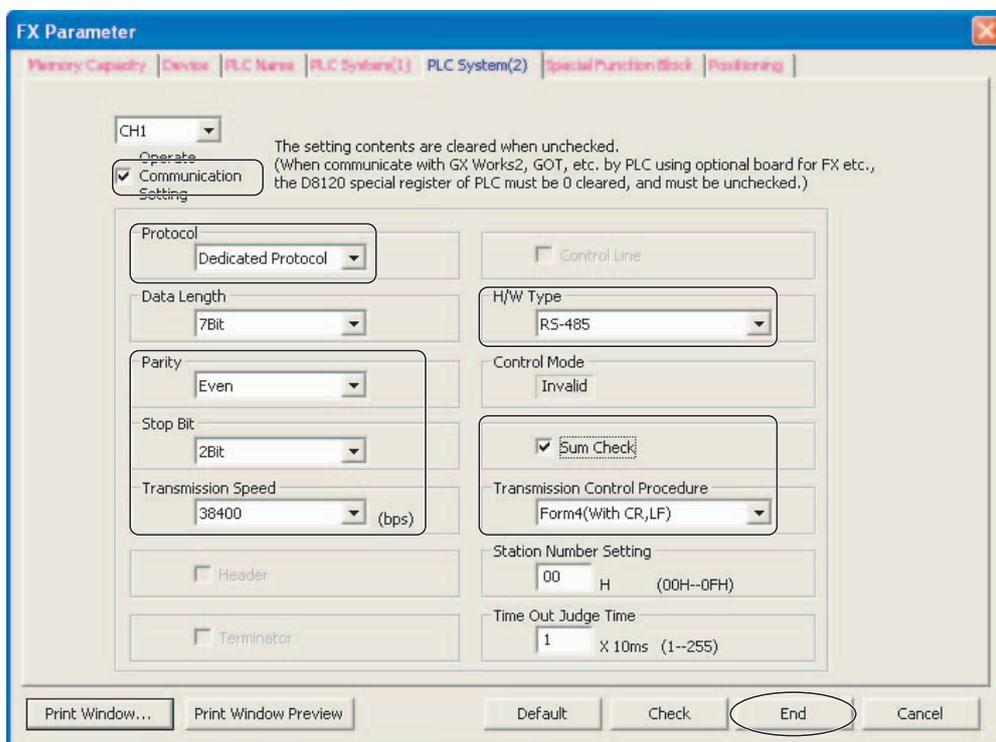 FX Parameter
Memory Capacity Device PLC Name PLC System(1) PLC System(2) Special Function Block Positioning
CH1
The setting contents are cleared when unchecked.
(When communicate with GX Works2, GOT, etc. by PLC using optional board for FX etc.,
the D8120 special register of PLC must be 0 cleared, and must be unchecked.)
Operate
Communication
Setting
Protocol
Dedicated Protocol
Control Line
Data Length
7Bit
H/W Type
RS-485
Parity
Even
Control Mode
Invalid
Stop Bit
2Bit
Sum Check
Transmission Speed
38400 (bps)
Transmission Control Procedure
Form4(With CR,LF)
Header
Station Number Setting
00 H (00H--0FH)
Terminator
Time Out Judge Time
1 X 10ms (1--255)
Print Window... Print Window Preview Default Check End Cancel